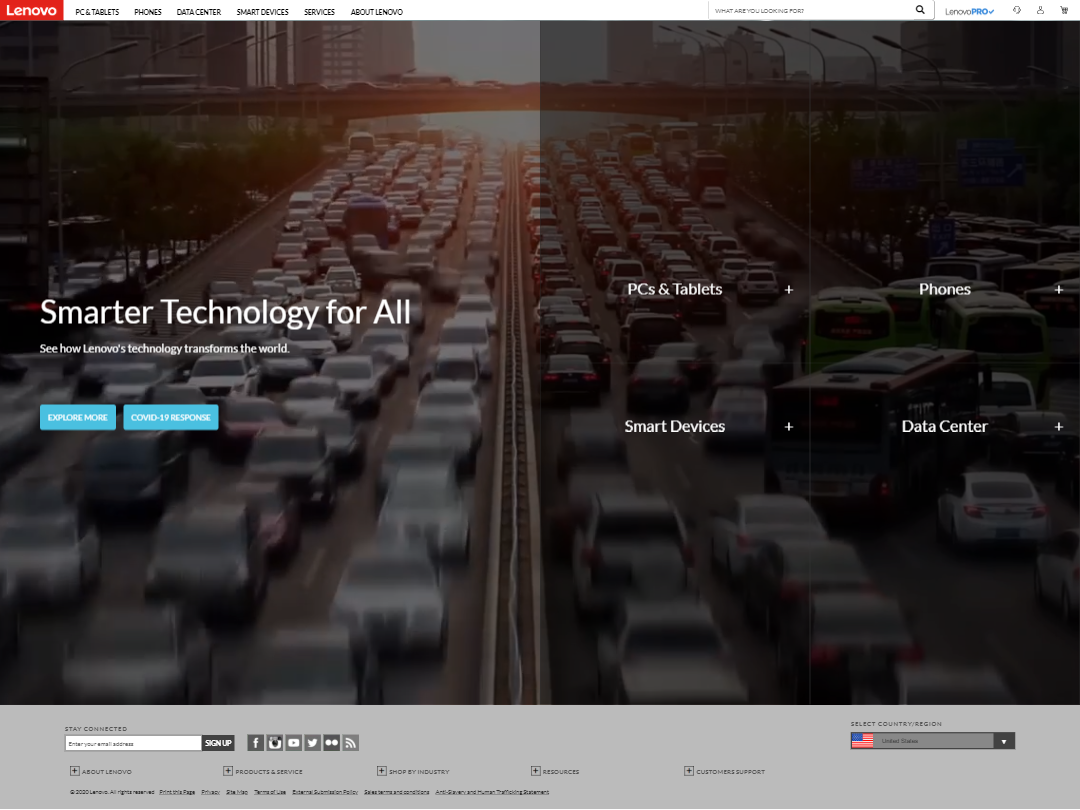 Lenovo PC & TABLETS PHONES DATA CENTER SMART DEVICES SERVICES ABOUT LENOVO WHAT ARE YOU LOOKING FOR? LenovoPRO
Smarter Technology for All
See how Lenovo's technology transforms the world.
EXPLORE MORE COVID-19 RESPONSE
PCs & Tablets + Phones +
Smart Devices + Data Center +
STAY CONNECTED
Enter your email address SIGN UP
SELECT COUNTRY/REGION
United States
ABOUT LENOVO PRODUCTS & SERVICE SHOP BY INDUSTRY RESOURCES CUSTOMERS SUPPORT
© 2020 Lenovo. All rights reserved Print this Page Privacy Site Map Terms of Use External Submission Policy Sales terms and conditions Anti-Slavery and Human Trafficking Statement